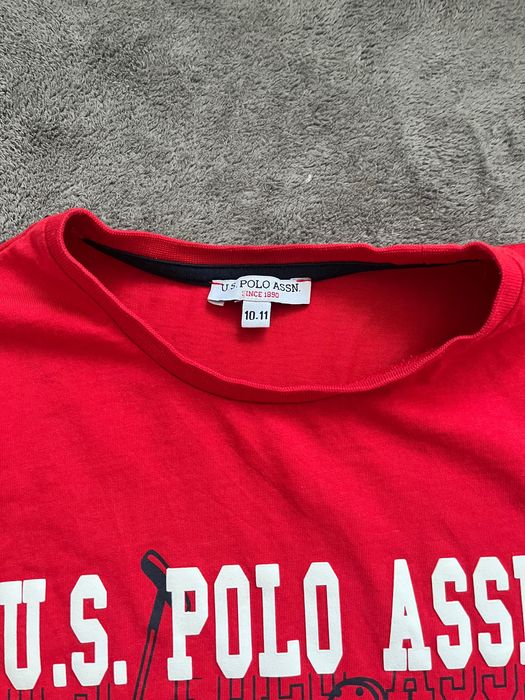 U.S. POLO ASSN.
SINCE 1890
10-11
U.S. POLO ASSN